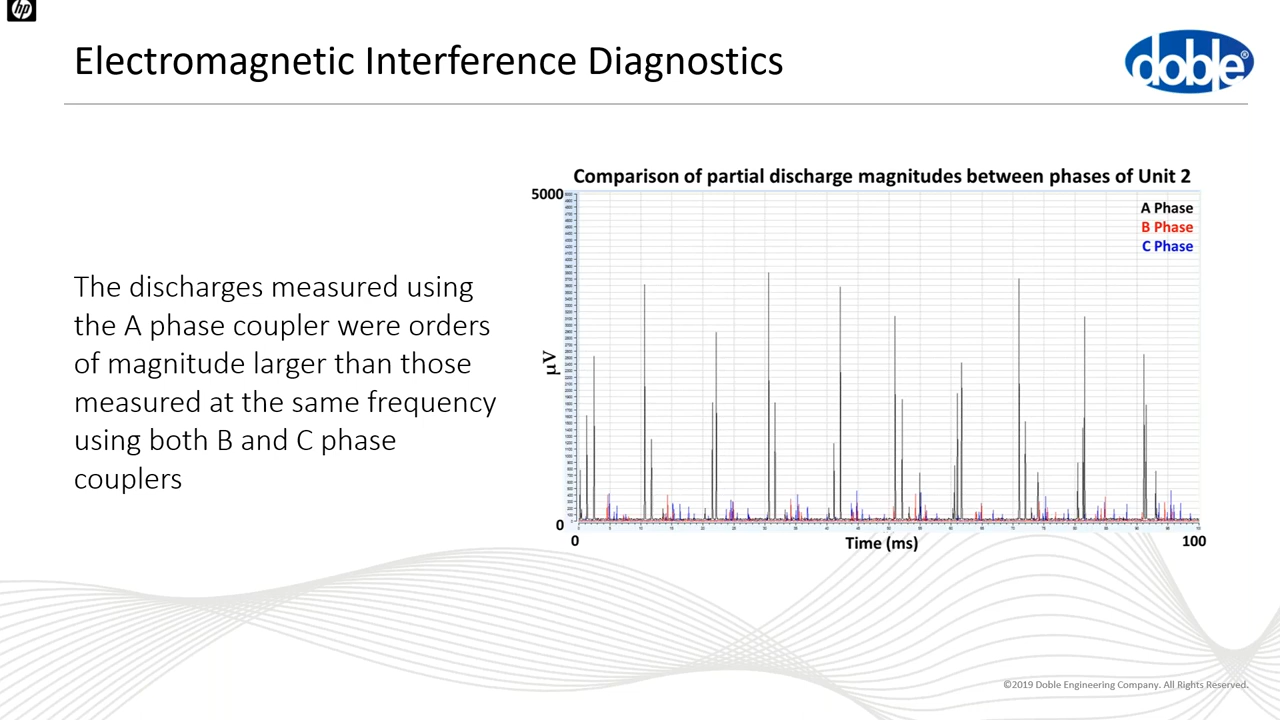 hp
Electromagnetic Interference Diagnostics
doble®
Comparison of partial discharge magnitudes between phases of Unit 2
5000
A Phase
B Phase
C Phase
The discharges measured using
the A phase coupler were orders
of magnitude larger than those
measured at the same frequency
using both B and C phase
couplers
µV
0
0
Time (ms)
100
©2019 Doble Engineering Company. All Rights Reserved.